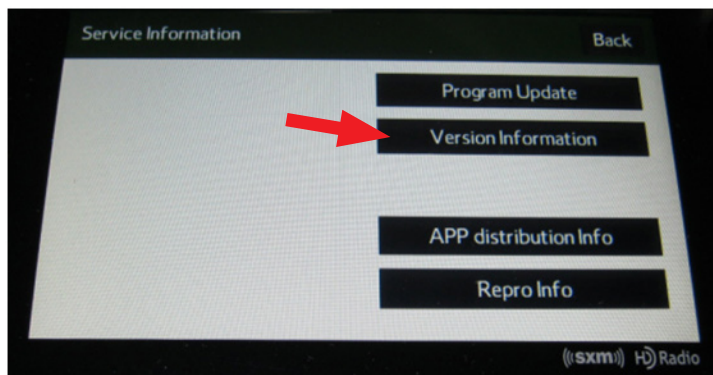 Service Information
Back
Program Update
Version Information
APP distribution Info
Repro Info
((sxm)) HD Radio